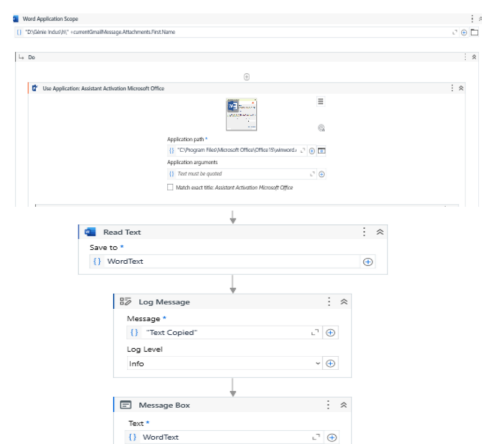 Word Application Scope
"D:\Génie Indus\H;" +currentGmailMessage.Attachments.First.Name
Do
Use Application: Assistant Activation Microsoft Office
Application path *
"C:\Program Files\Microsoft Office\Office15\winword.
Application arguments
Text must be quoted
Match exact title: Assistant Activation Microsoft Office
Read Text
Save to *
WordText
Log Message
Message *
"Text Copied"
Log Level
Info
Message Box
Text *
WordText